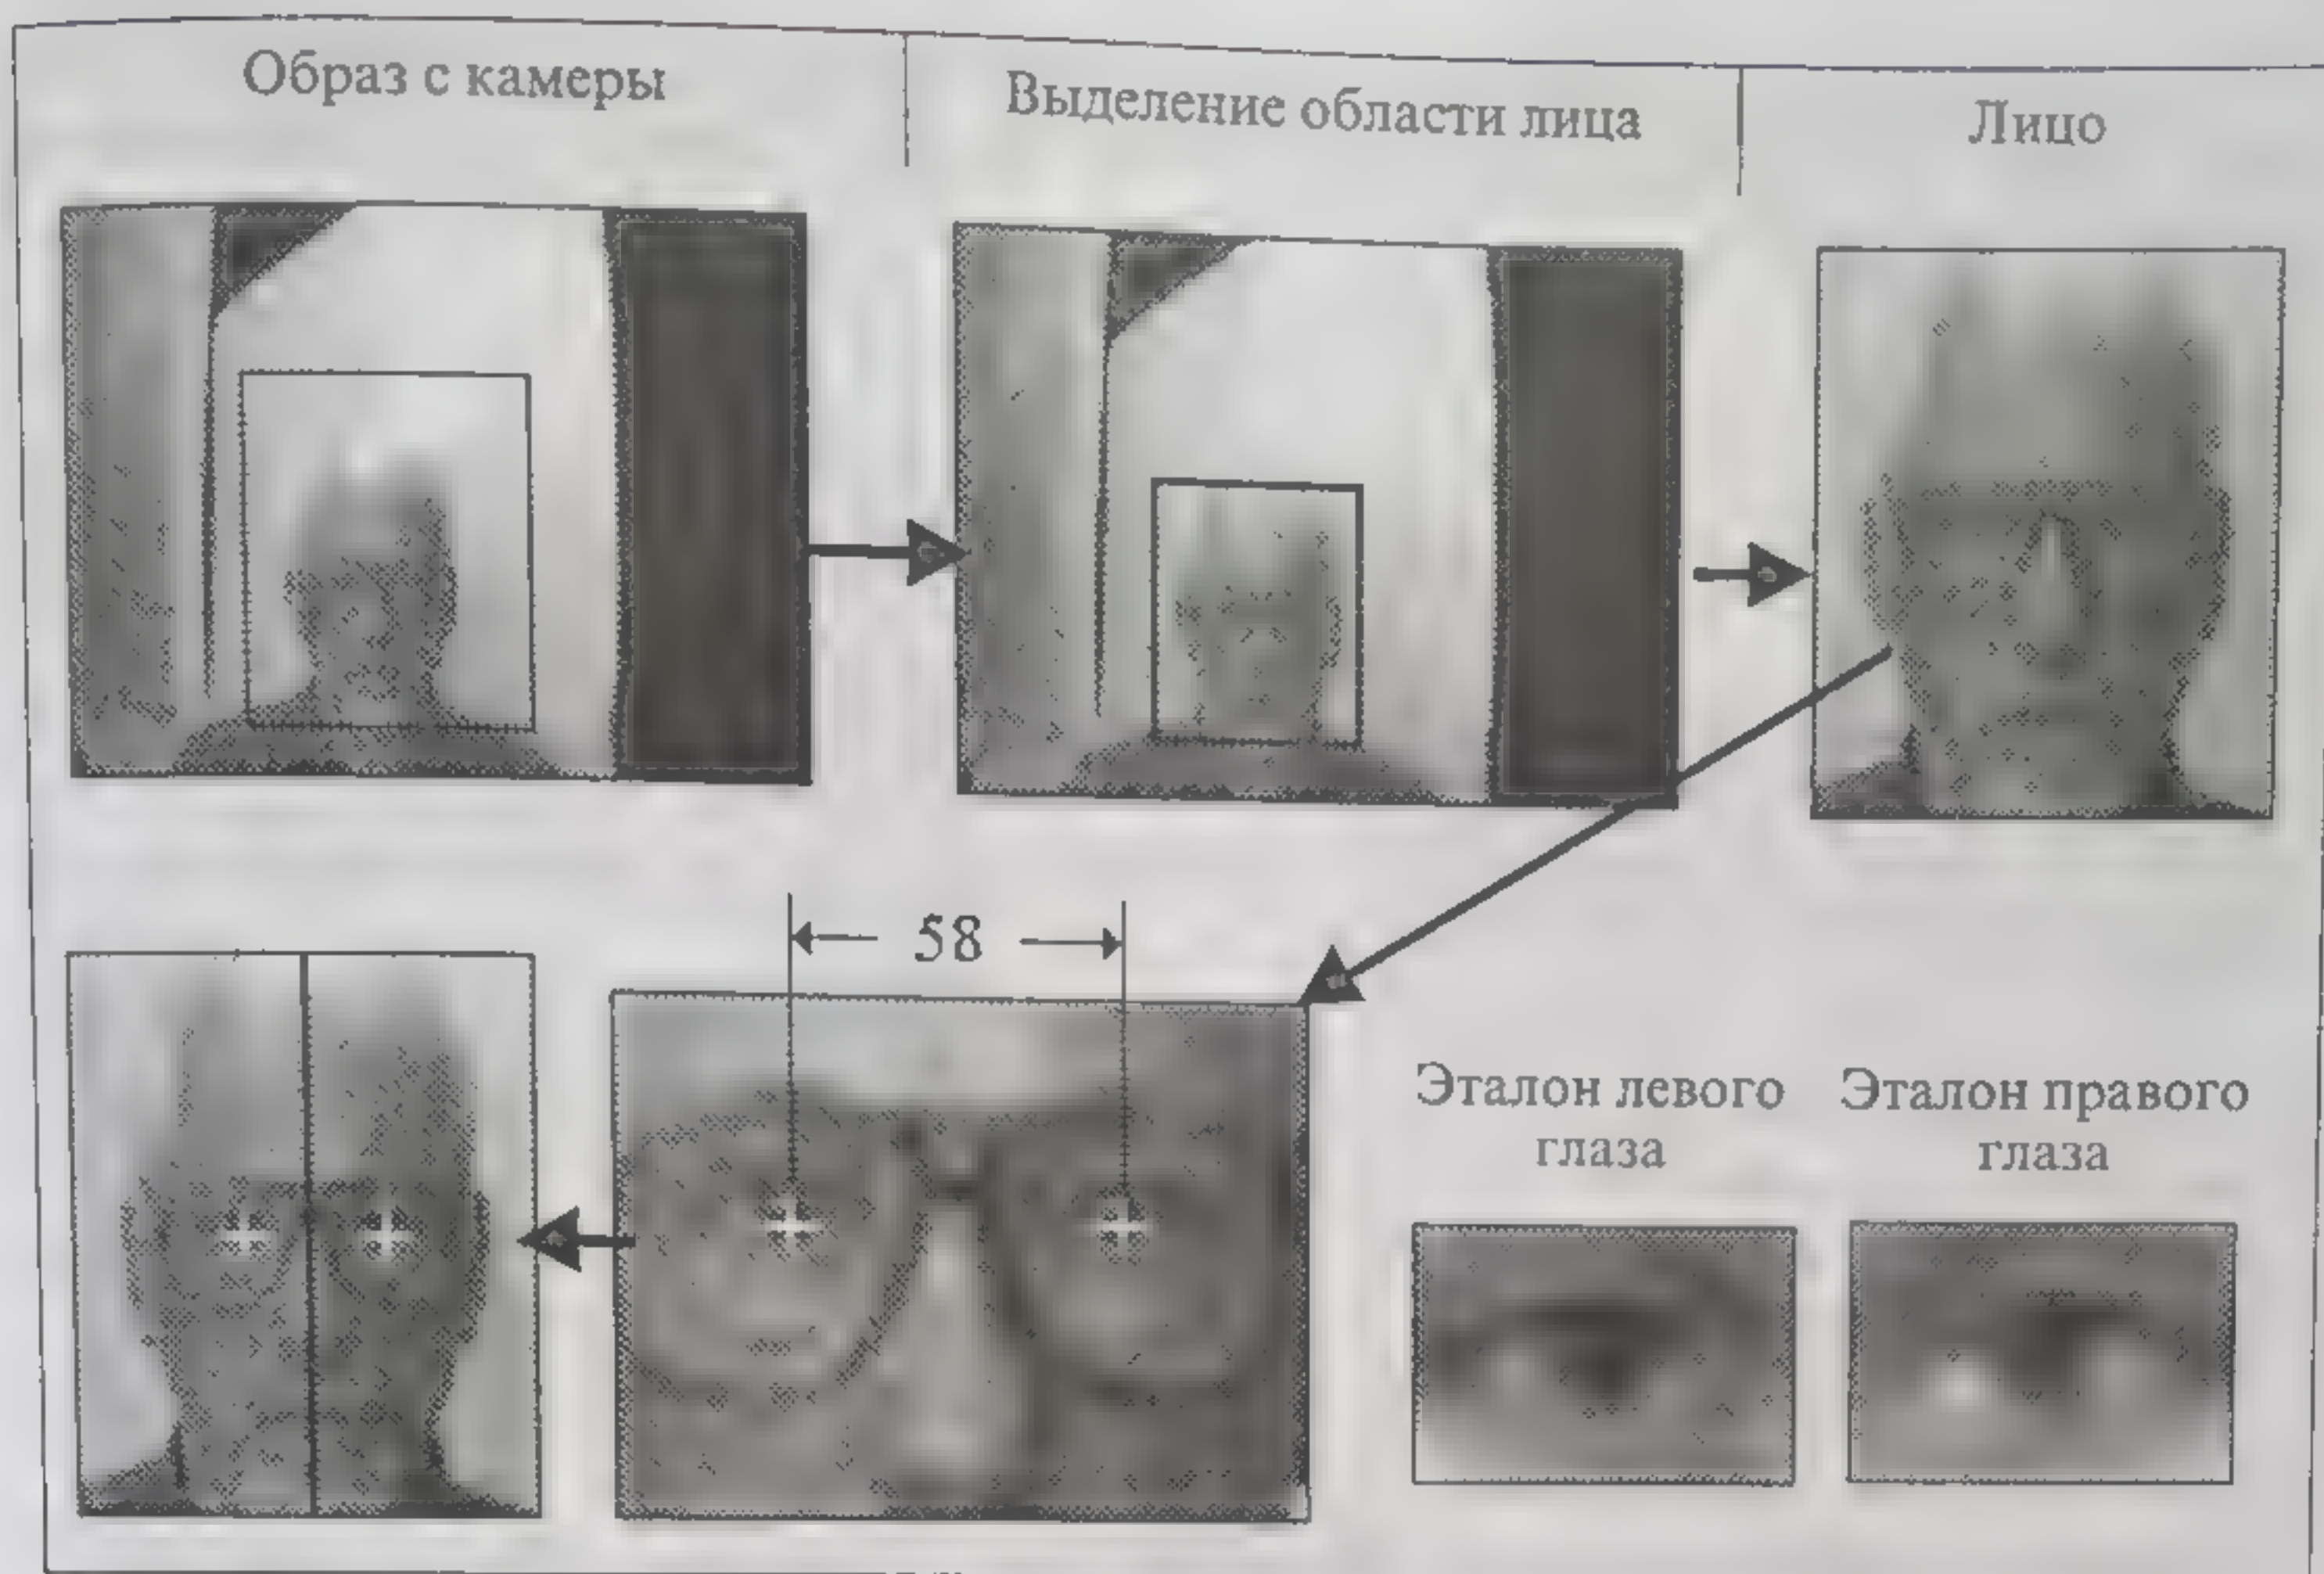 Образ с камеры
Выделение области лица
Лицо
58
Эталон левого
глаза
Эталон правого
глаза